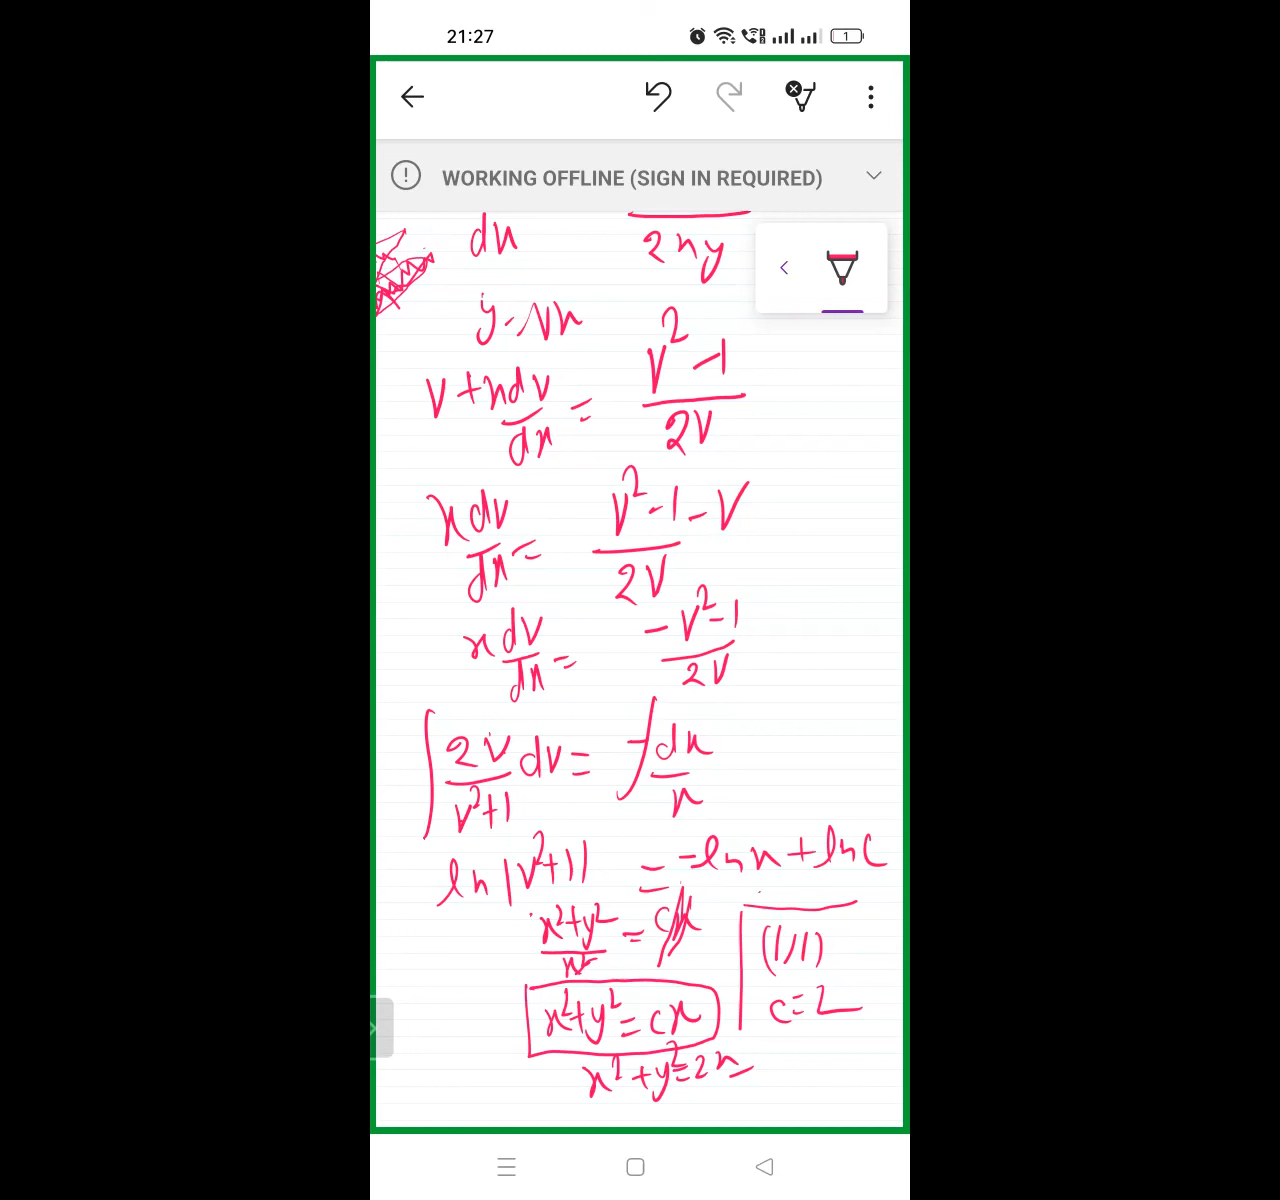 21:27
1
WORKING OFFLINE (SIGN IN REQUIRED)
dx / 2xy
y = vx
v + x dv/dx = (v² - 1)/2v
x dv/dx = (v² - 1)/2v - v
x dv/dx = (-v² - 1)/2v
∫ 2v/(v² + 1) dv = -∫ dx/x
ln |v² + 1| = -ln x + ln c
(x² + y²)/x² = c/x
(1,1)
x² + y² = cx
c = 2
x² + y² = 2x